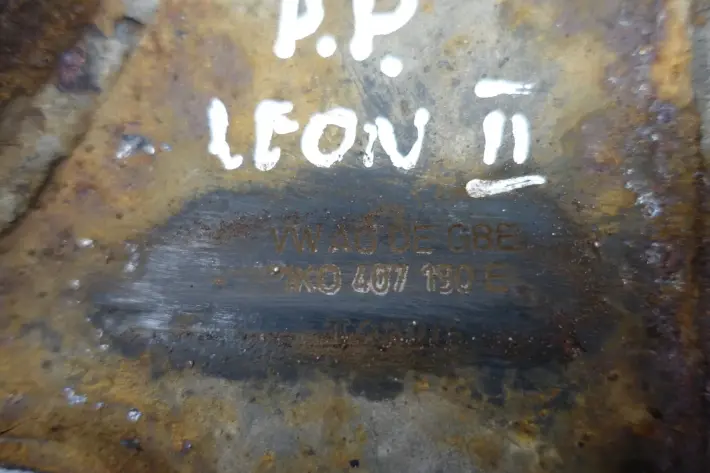 P.P.
LEON II
VW AG DE GBE
1K0 407 190 E